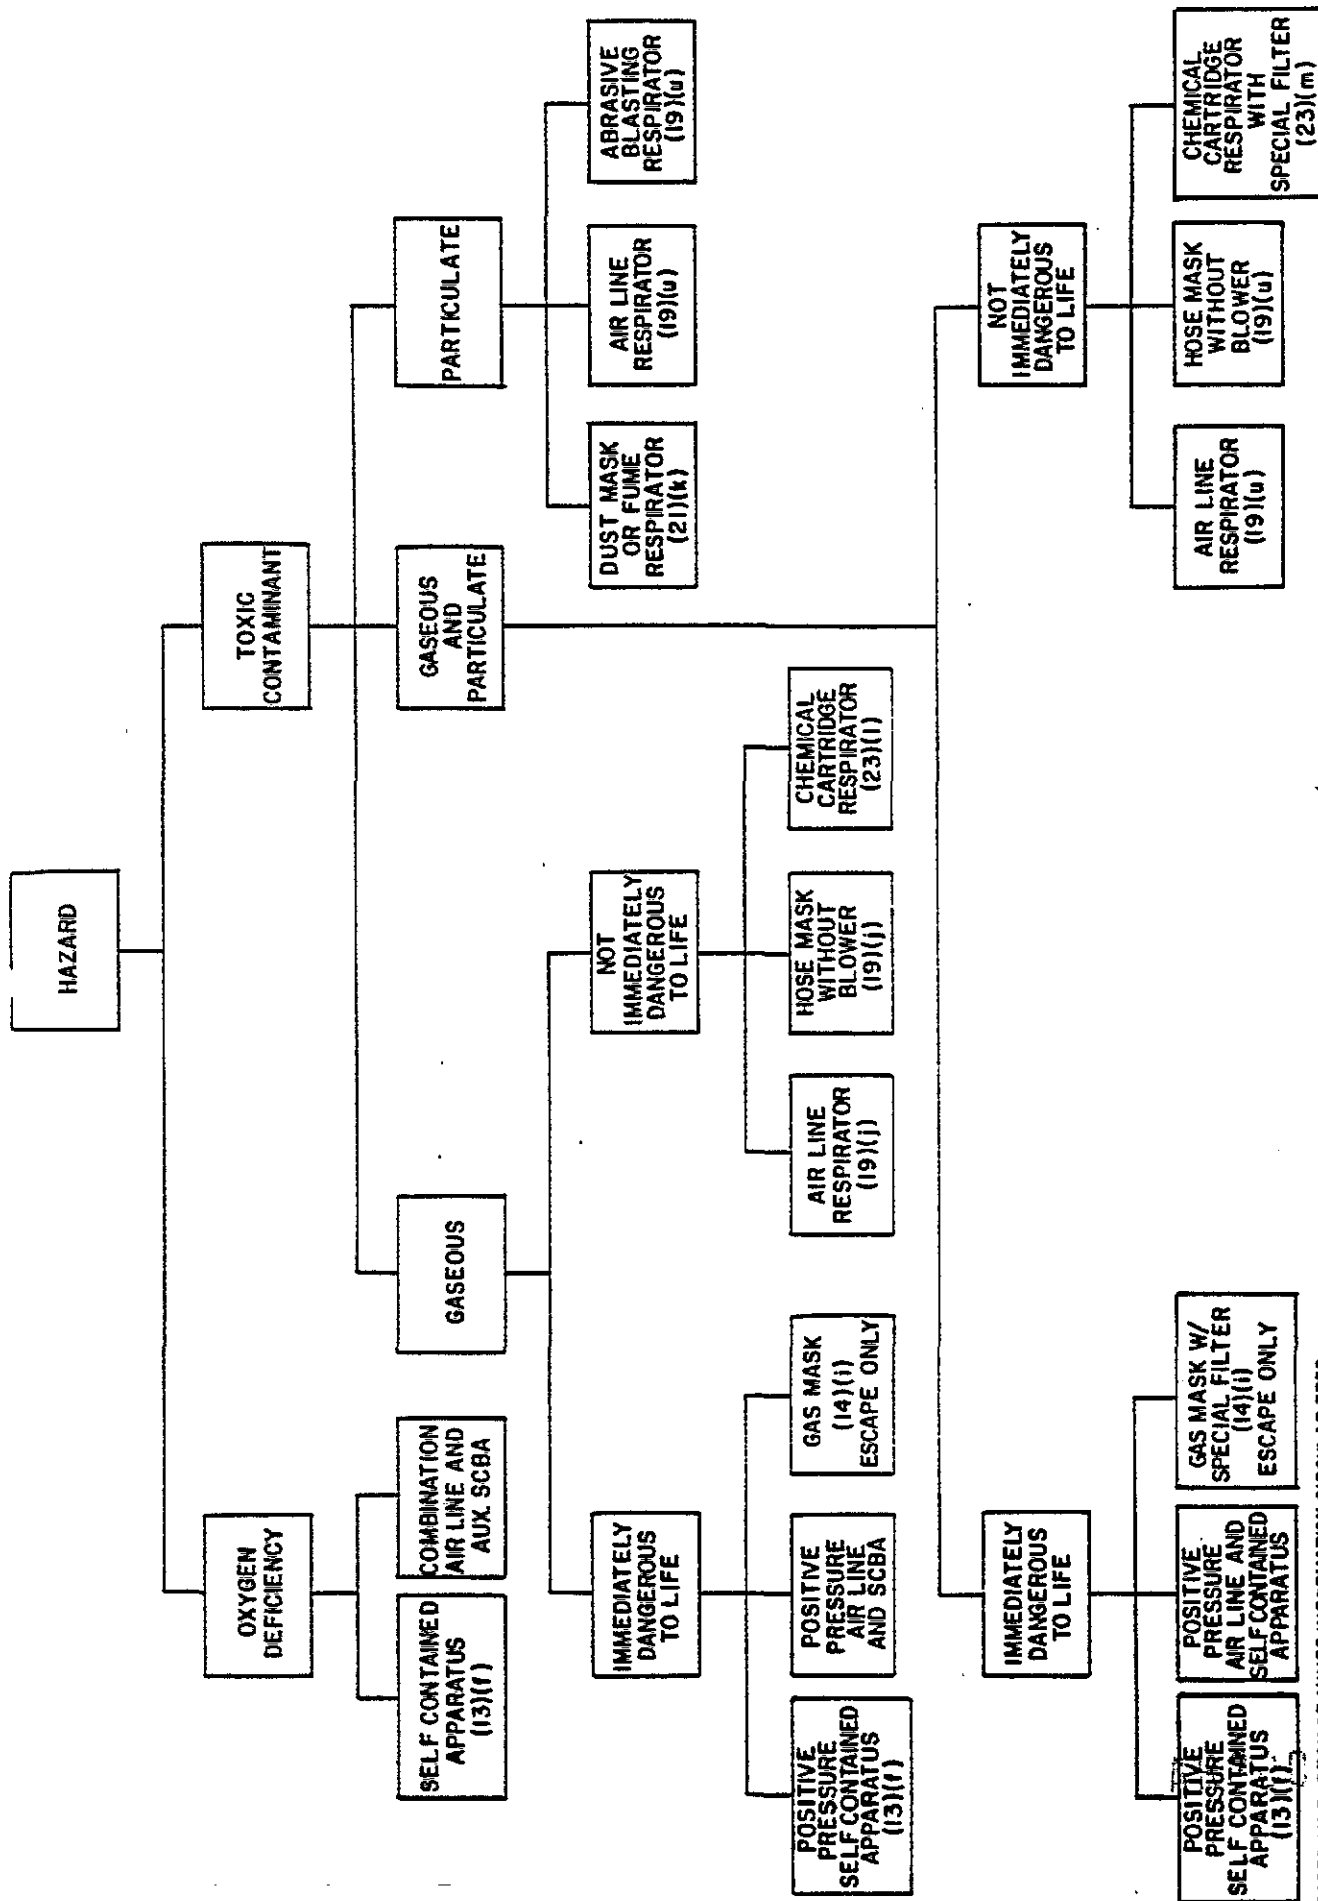 HAZARD
OXYGEN
DEFICIENCY
TOXIC
CONTAMINANT
SELF CONTAINED
APPARATUS
(13)(f)
COMBINATION
AIR LINE AND
AUX. SCBA
GASEOUS
GASEOUS
AND
PARTICULATE
PARTICULATE
IMMEDIATELY
DANGEROUS
TO LIFE
NOT
IMMEDIATELY
DANGEROUS
TO LIFE
DUST MASK
OR FUME
RESPIRATOR
(21)(k)
AIR LINE
RESPIRATOR
(19)(u)
ABRASIVE
BLASTING
RESPIRATOR
(19)(u)
POSITIVE
PRESSURE
SELF CONTAINED
APPARATUS
(13)(f)
POSITIVE
PRESSURE
AIR LINE
AND SCBA
GAS MASK
(14)(i)
ESCAPE ONLY
AIR LINE
RESPIRATOR
(19)(j)
HOSE MASK
WITHOUT
BLOWER
(19)(j)
CHEMICAL
CARTRIDGE
RESPIRATOR
(23)(l)
IMMEDIATELY
DANGEROUS
TO LIFE
NOT
IMMEDIATELY
DANGEROUS
TO LIFE
POSITIVE
PRESSURE
SELF CONTAINED
APPARATUS
(13)(f)
POSITIVE
PRESSURE
AIR LINE AND
SELF CONTAINED
APPARATUS
GAS MASK W/
SPECIAL FILTER
(14)(i)
ESCAPE ONLY
AIR LINE
RESPIRATOR
(19)(u)
HOSE MASK
WITHOUT
BLOWER
(19)(u)
CHEMICAL
CARTRIDGE
RESPIRATOR
WITH
SPECIAL FILTER
(23)(m)